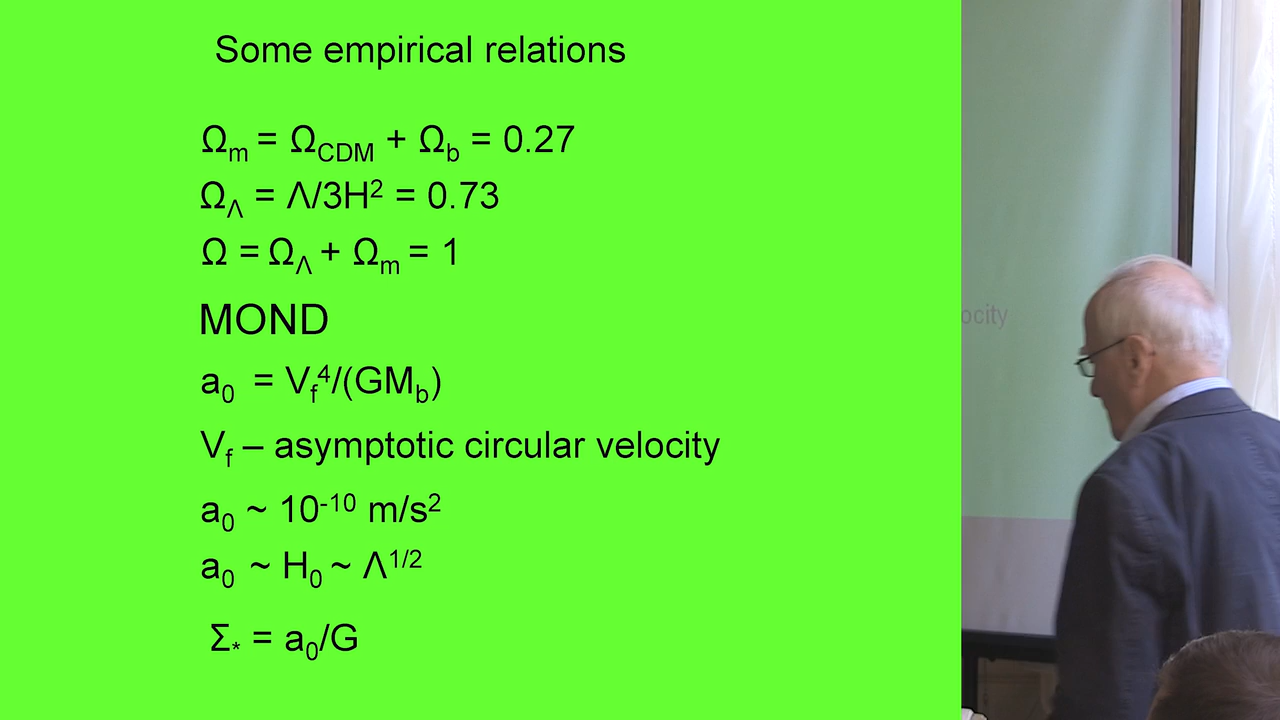 Some empirical relations
Ωm = ΩCDM + Ωb = 0.27
ΩΛ = Λ/3H² = 0.73
Ω = ΩΛ + Ωm = 1
MOND
a₀ = Vf⁴/(GMb)
Vf – asymptotic circular velocity
a₀ ~ 10⁻¹⁰ m/s²
a₀ ~ H₀ ~ Λ¹/²
Σ* = a₀/G
ocity